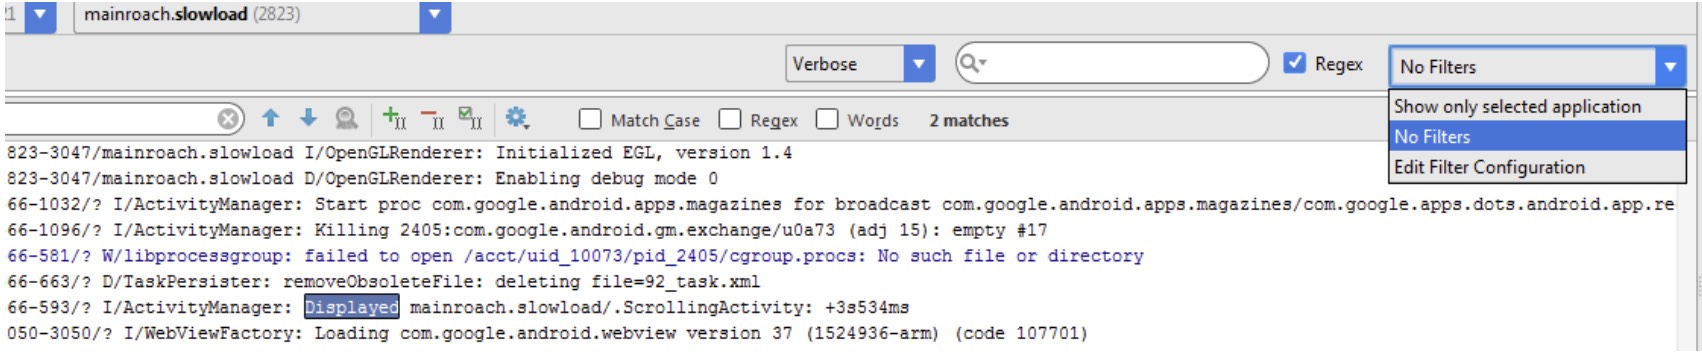 21 mainroach.slowload (2823)
Verbose Regex No Filters
Show only selected application
No Filters
Edit Filter Configuration
Match Case Regex Words 2 matches
823-3047/mainroach.slowload I/OpenGLRenderer: Initialized EGL, version 1.4
823-3047/mainroach.slowload D/OpenGLRenderer: Enabling debug mode 0
66-1032/? I/ActivityManager: Start proc com.google.android.apps.magazines for broadcast com.google.android.apps.magazines/com.google.apps.dots.android.app.re
66-1096/? I/ActivityManager: Killing 2405:com.google.android.gm.exchange/u0a73 (adj 15): empty #17
66-581/? W/libprocessgroup: failed to open /acct/uid_10073/pid_2405/cgroup.procs: No such file or directory
66-663/? D/TaskPersister: removeObsoleteFile: deleting file=92_task.xml
66-593/? I/ActivityManager: Displayed mainroach.slowload/.ScrollingActivity: +3s534ms
050-3050/? I/WebViewFactory: Loading com.google.android.webview version 37 (1524936-arm) (code 107701)